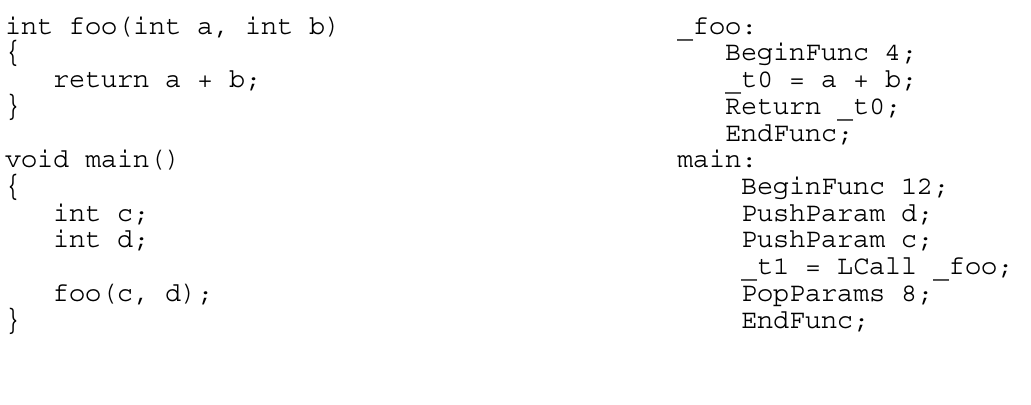 int foo(int a, int b)
{
   return a + b;
}

void main()
{
   int c;
   int d;

   foo(c, d);
}

_foo:
   BeginFunc 4;
   _t0 = a + b;
   Return _t0;
   EndFunc;
main:
    BeginFunc 12;
    PushParam d;
    PushParam c;
    _t1 = LCall _foo;
    PopParams 8;
    EndFunc;